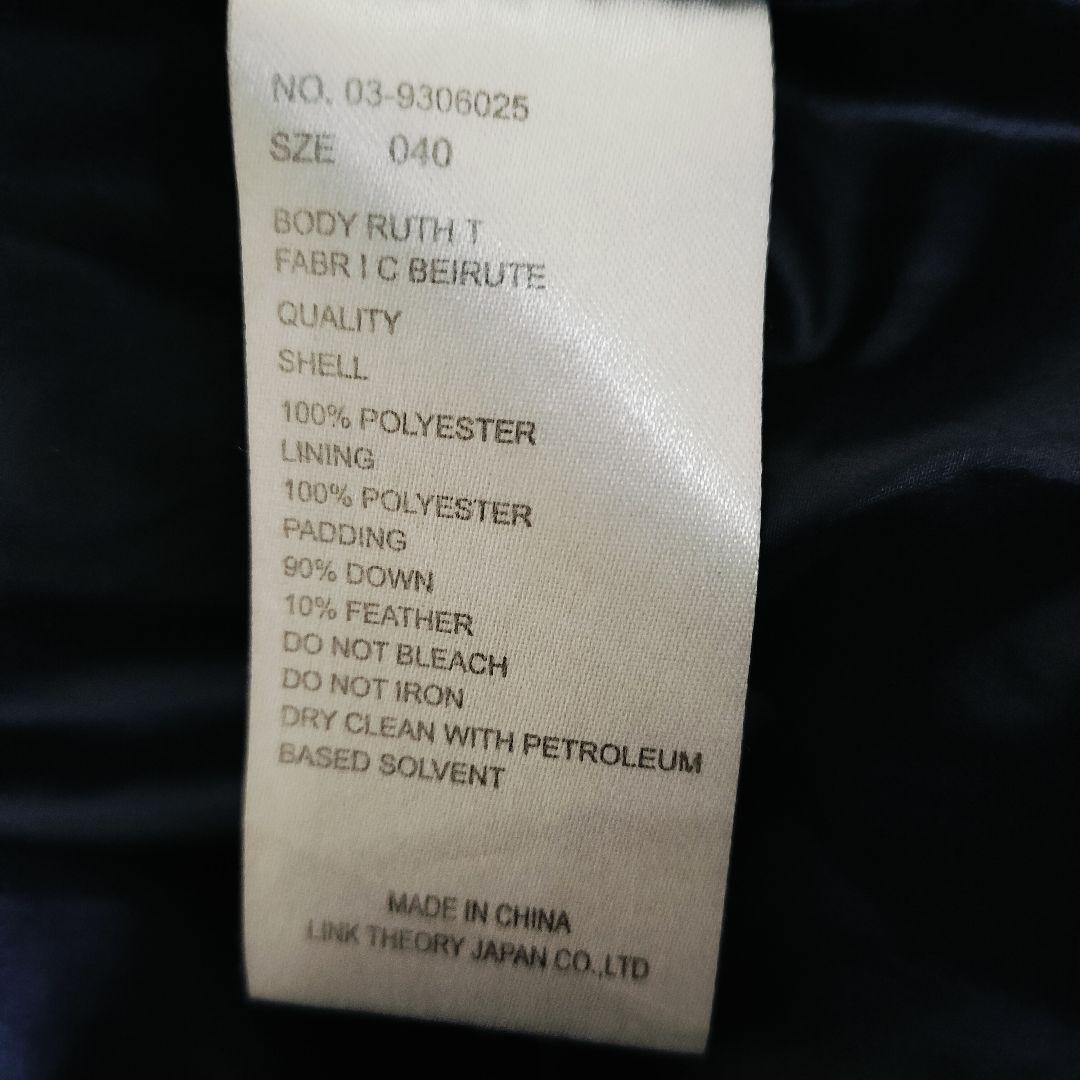 NO. 03-9306025
SZE 040
BODY RUTH T
FABR I C BEIRUTE
QUALITY
SHELL
100% POLYESTER
LINING
100% POLYESTER
PADDING
90% DOWN
10% FEATHER
DO NOT BLEACH
DO NOT IRON
DRY CLEAN WITH PETROLEUM
BASED SOLVENT
MADE IN CHINA
LINK THEORY JAPAN CO.,LTD